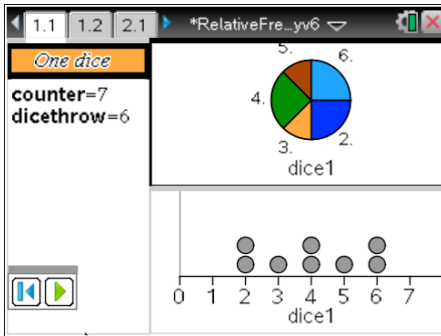 1.1 1.2 2.1 *RelativeFre...yv6
One dice
counter=7
dicethrow=6
5.
6.
4.
3.
2.
dice1
0 1 2 3 4 5 6 7
dice1